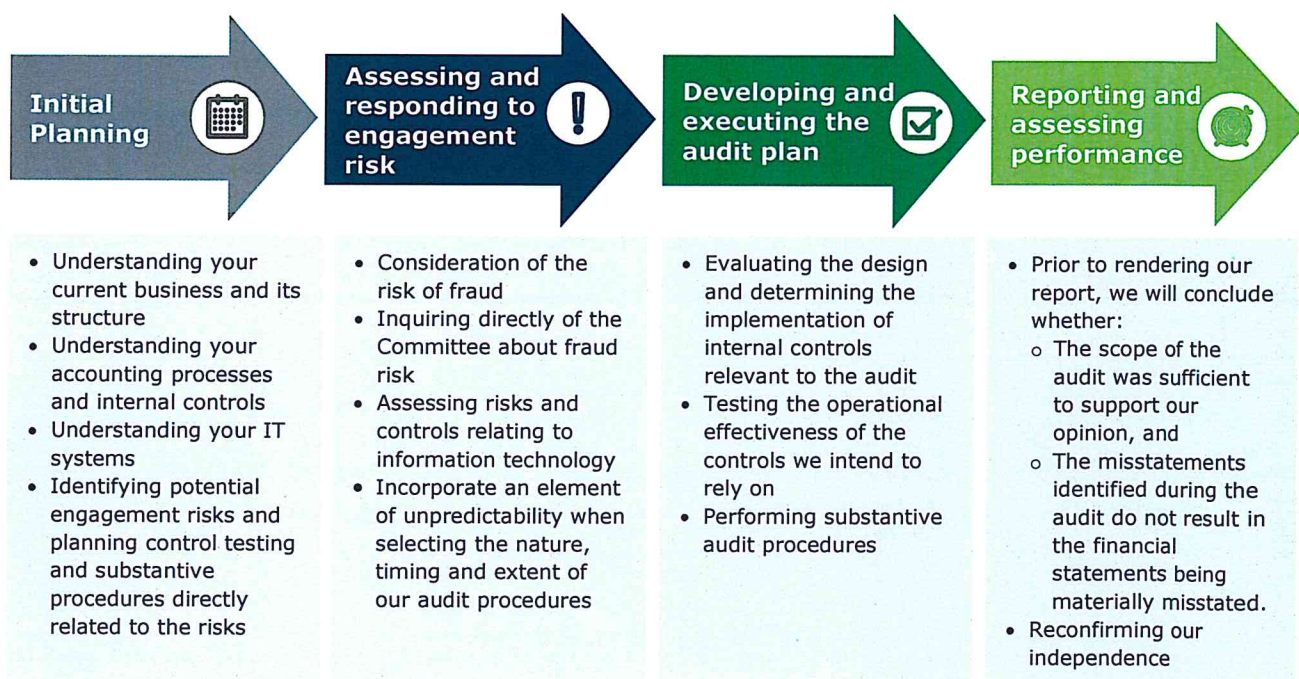 Initial
Planning
Assessing and
responding to
engagement
risk
Developing and
executing the
audit plan
Reporting and
assessing
performance
• Understanding your
current business and its
structure
• Understanding your
accounting processes
and internal controls
• Understanding your IT
systems
• Identifying potential
engagement risks and
planning control testing
and substantive
procedures directly
related to the risks
• Consideration of the
risk of fraud
• Inquiring directly of the
Committee about fraud
risk
• Assessing risks and
controls relating to
information technology
• Incorporate an element
of unpredictability when
selecting the nature,
timing and extent of
our audit procedures
• Evaluating the design
and determining the
implementation of
internal controls
relevant to the audit
• Testing the operational
effectiveness of the
controls we intend to
rely on
• Performing substantive
audit procedures
• Prior to rendering our
report, we will conclude
whether:
o The scope of the
audit was sufficient
to support our
opinion, and
o The misstatements
identified during the
audit do not result in
the financial
statements being
materially misstated.
• Reconfirming our
independence